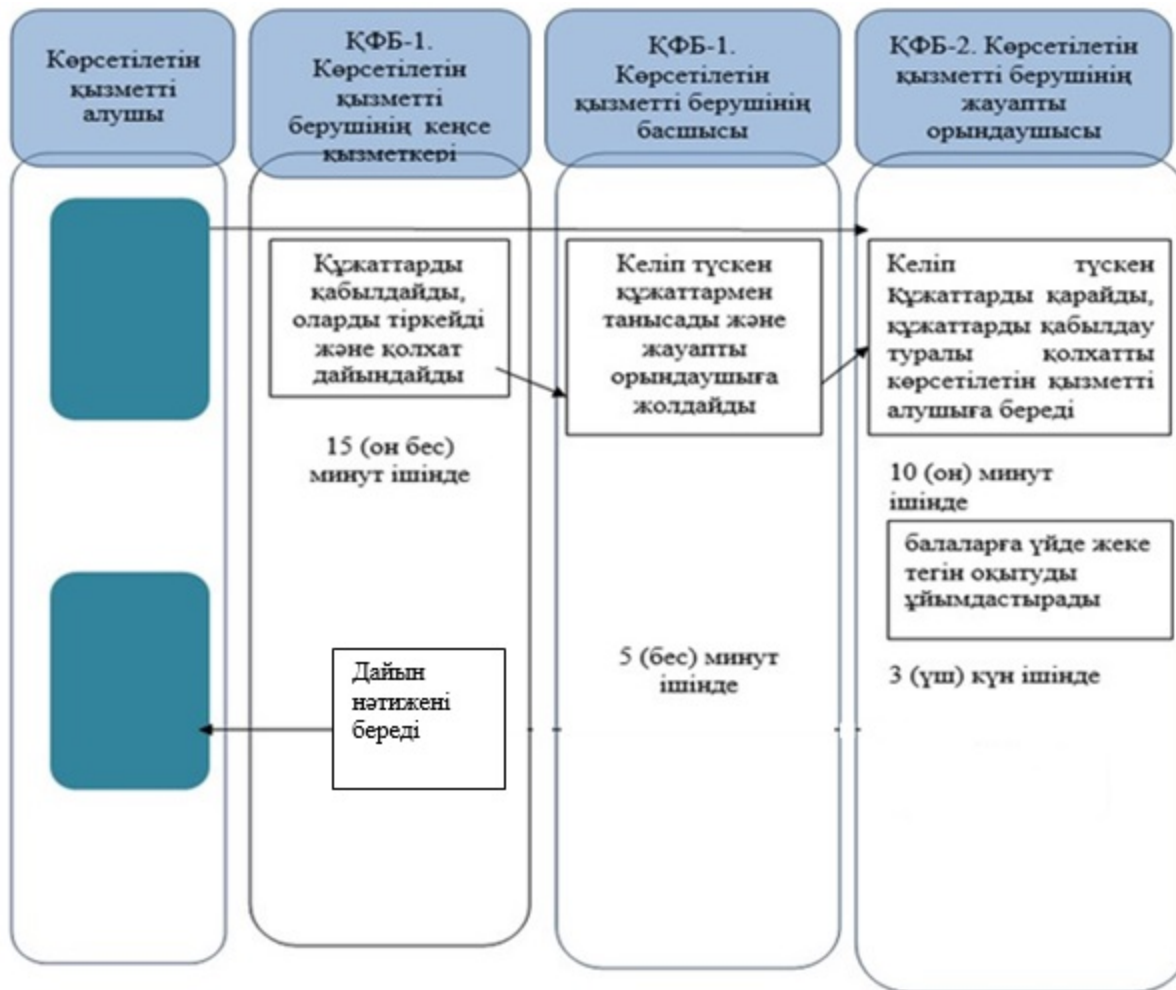 Көрсетілетін
қызметті
алушы
ҚФБ-1.
Көрсетілетін
қызметті
берушінің кеңсе
қызметкері
ҚФБ-1.
Көрсетілетін
қызметті берушінің
басшысы
ҚФБ-2. Көрсетілетін
қызметті берушінің
жауапты
орындаушысы
Құжаттарды
қабылдайды,
оларды тіркейді
және қолхат
дайындайды
15 (он бес)
минут ішінде
Дайын
нәтижені
береді
Келіп түскен
құжаттармен
танысады және
жауапты
орындаушыға
жолдайды
5 (бес) минут
ішінде
Келіп түскен
Құжаттарды қарайды,
құжаттарды қабылдау
туралы қолхатты
көрсетілетін қызметті
алушыға береді
10 (он) минут
ішінде
балаларға үйде жеке
тегін оқытуды
ұйымдастырады
3 (үш) күн ішінде